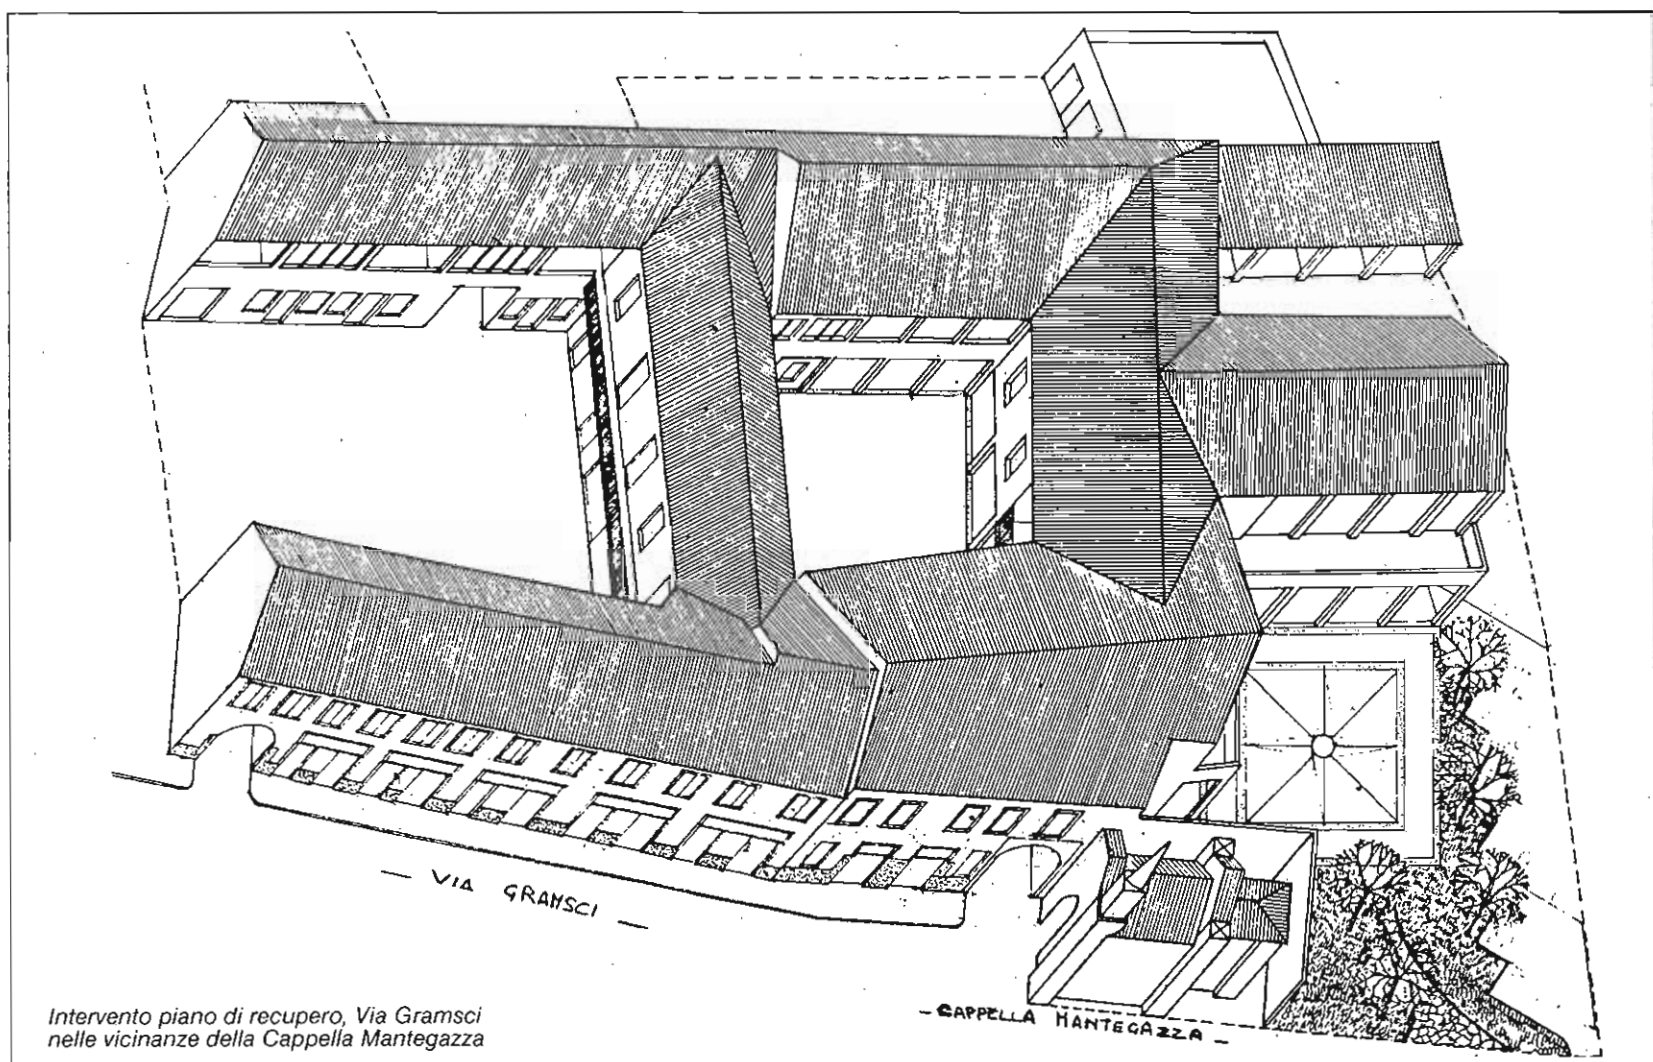 — VIA GRAMSCI —
- CAPPELLA MANTEGAZZA -
Intervento piano di recupero, Via Gramsci
nelle vicinanze della Cappella Mantegazza